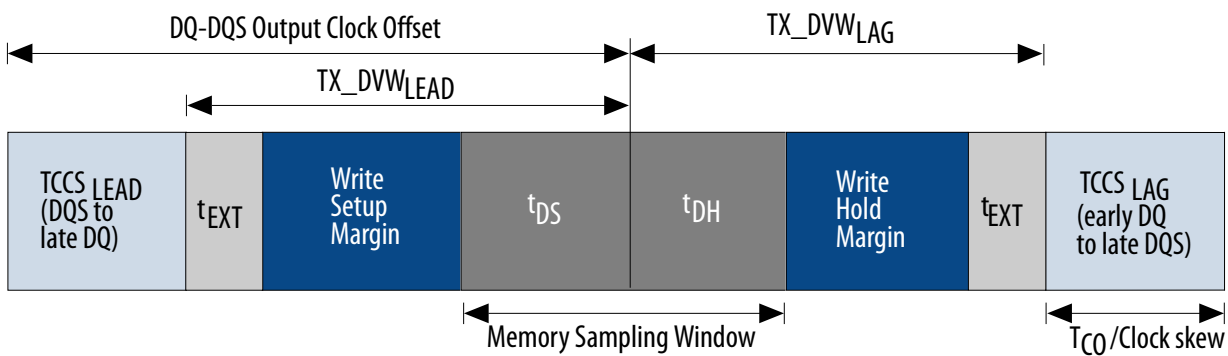 DQ-DQS Output Clock Offset
TX_DVWLAG
TX_DVWLEAD
TCCS LEAD
(DQS to
late DQ)
tEXT
Write
Setup
Margin
tDS
tDH
Write
Hold
Margin
tEXT
TCCS LAG
(early DQ
to late DQS)
Memory Sampling Window
TCO/Clock skew